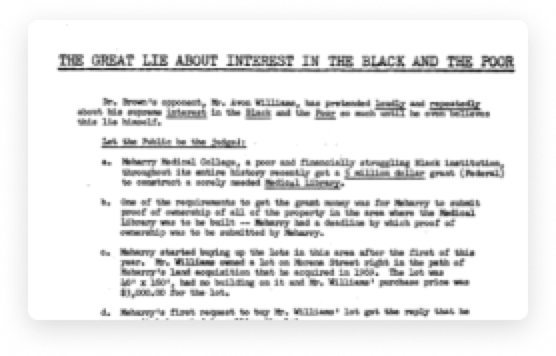 THE GREAT LIE ABOUT INTEREST IN THE BLACK AND THE POOR
Dr. Brown's opponent, Mr. Avon Williams, has pretended loudly and repeatedly
about his supreme interest in the Black and the Poor so much until he even believes
this lie himself.
Let the Public be the judge!:
a. Meharry Medical College, a poor and financially struggling Black institution,
throughout its entire history recently got a 5 million dollar grant (Federal)
to construct a sorely needed Medical Library.
b. One of the requirements to get the grant money was for Meharry to submit
proof of ownership of all of the property in the area where the Medical
Library was to be built -- Meharry had a deadline by which proof of
ownership was to be submitted by Meharry.
c. Meharry started buying up the lots in this area after the first of this
year. Mr. Williams owned a lot on Morena Street right in the path of
Meharry's land acquisition that he acquired in 1969. The lot was
x 160', had no building on it and Mr. Williams' purchase price was
$3,000.00 for the lot.
d. Meharry's first request to buy Mr. Williams' lot got the reply that he